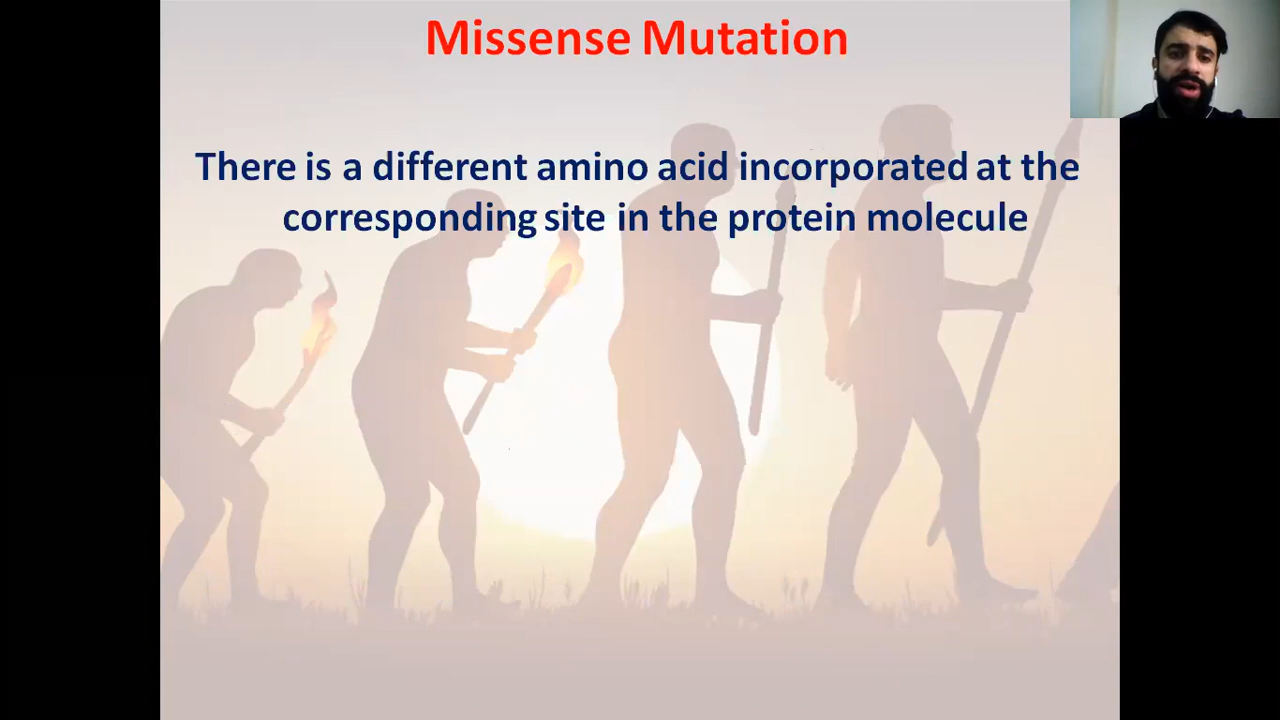 Missense Mutation
There is a different amino acid incorporated at the
corresponding site in the protein molecule